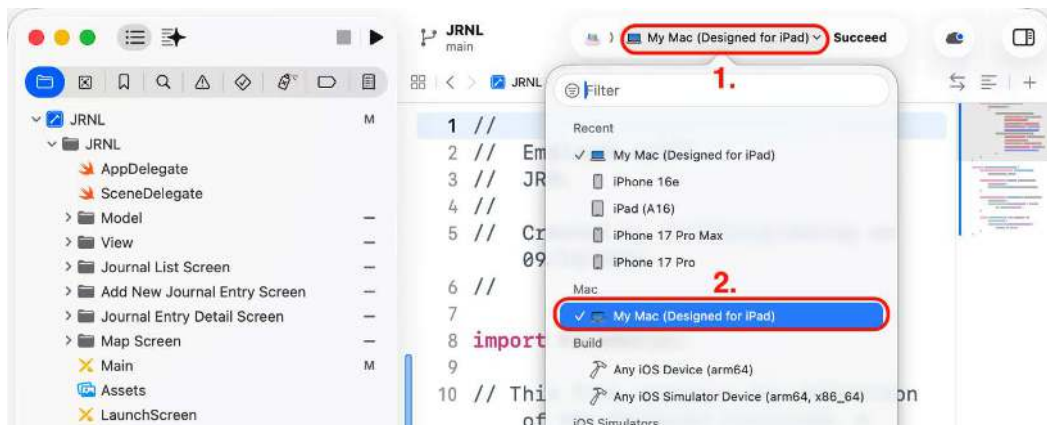 JRNL
main
My Mac (Designed for iPad)
Succeed
1.
JRNL
Filter
JRNL M
JRNL
AppDelegate
SceneDelegate
Model
View
Journal List Screen
Add New Journal Entry Screen
Journal Entry Detail Screen
Map Screen
Main M
Assets
LaunchScreen
1 //
2 // Em
3 // JR
4 //
5 // Cr
09
6 //
7
8 import
9
10 // Thi on
of
Recent
My Mac (Designed for iPad)
iPhone 16e
iPad (A16)
iPhone 17 Pro Max
iPhone 17 Pro
Mac
2.
My Mac (Designed for iPad)
Build
Any iOS Device (arm64)
Any iOS Simulator Device (arm64, x86_64)
iOS Simulators